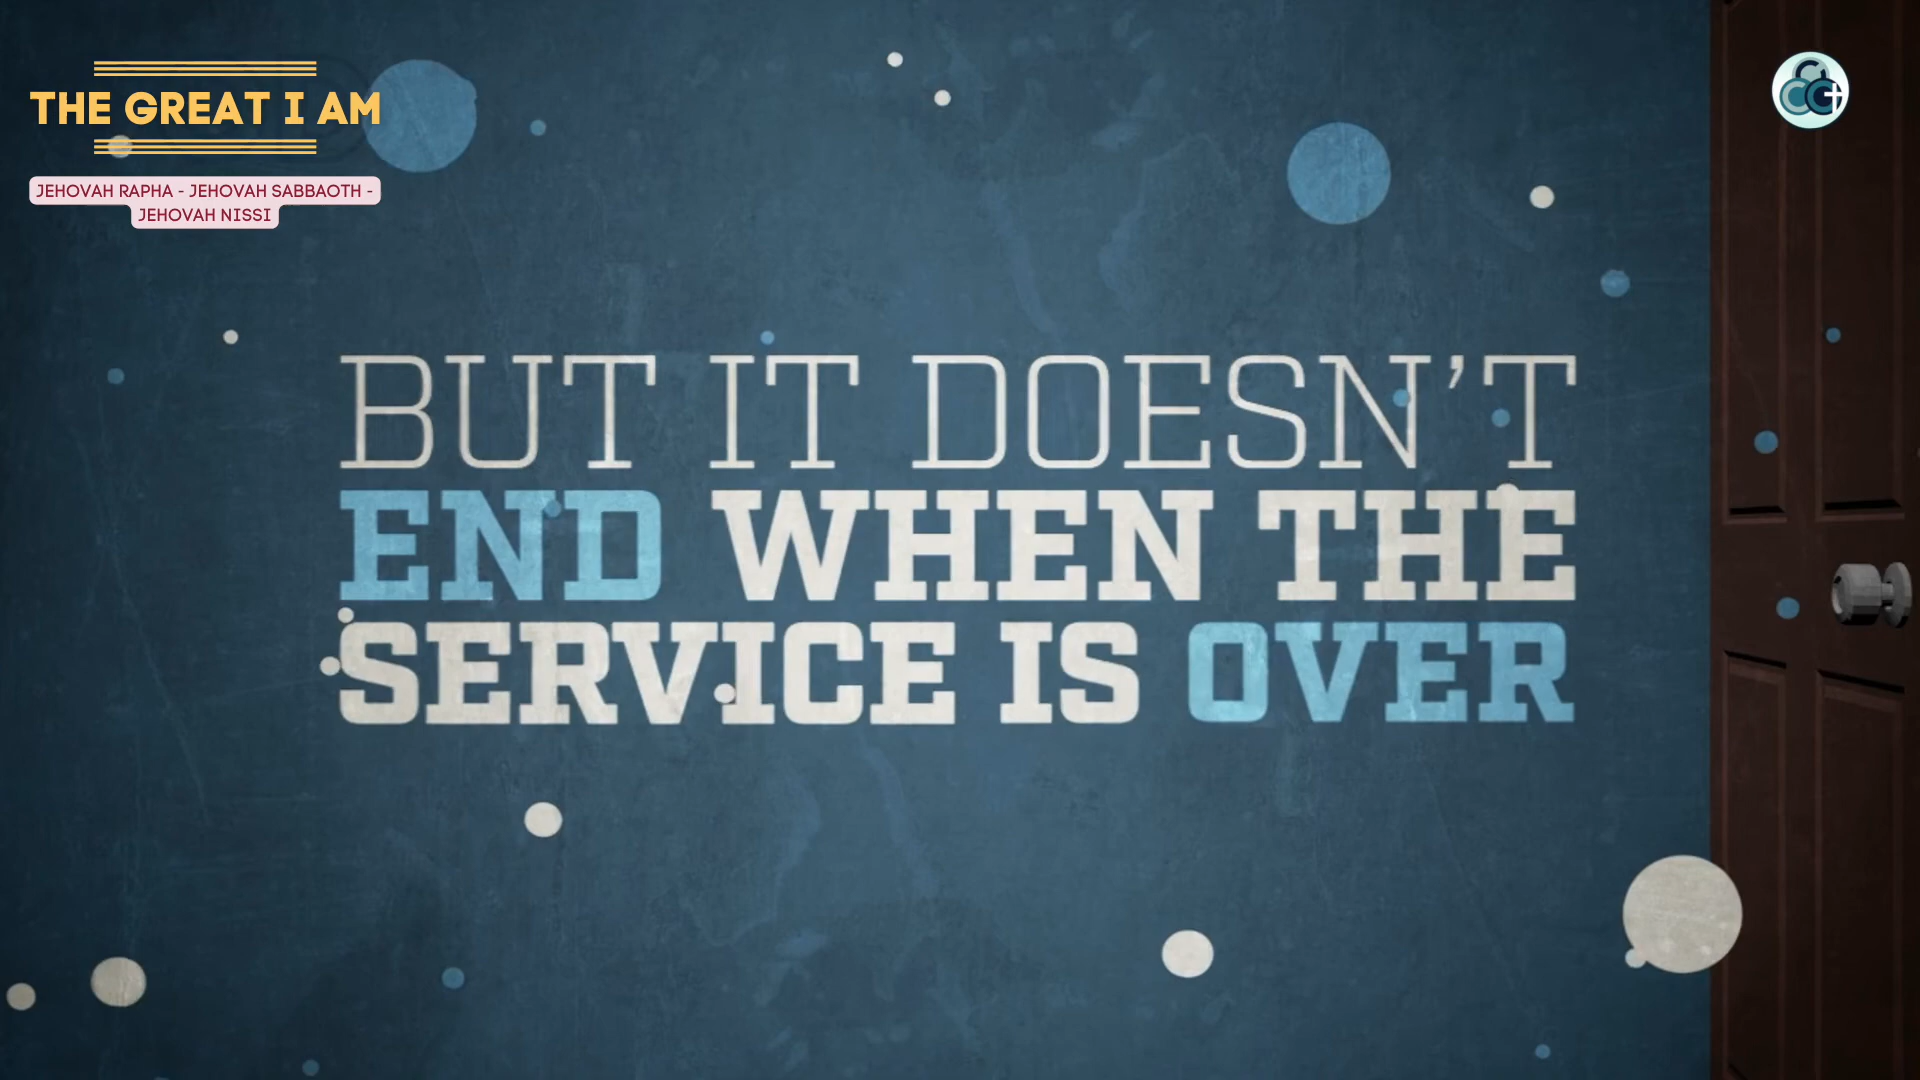 THE GREAT I AM
JEHOVAH RAPHA - JEHOVAH SABBAOTH -
JEHOVAH NISSI
BUT IT DOESN’T
END WHEN THE
SERVICE IS OVER